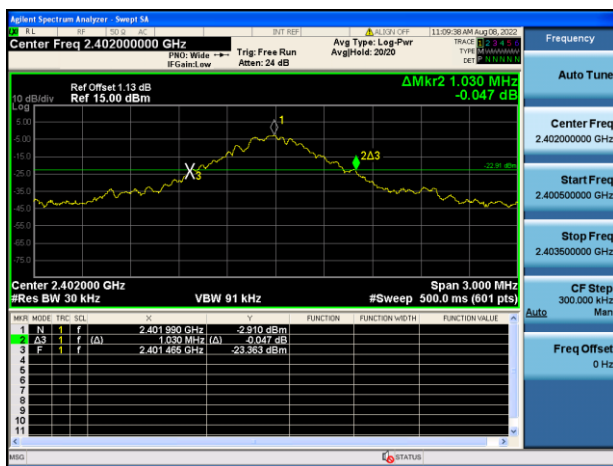 Agilent Spectrum Analyzer - Swept SA
RL RF 50 Ω AC INT REF ALIGN OFF 11:09:38 AM Aug 08, 2022
Center Freq 2.402000000 GHz
PNO: Wide
IFGain:Low
Trig: Free Run
Atten: 24 dB
Avg Type: Log-Pwr
Avg|Hold: 20/20
TRACE 1 2 3 4 5 6
TYPE M
DET P N N N N N
Frequency
Auto Tune
Center Freq
2.402000000 GHz
Start Freq
2.400500000 GHz
Stop Freq
2.403500000 GHz
CF Step
300.000 kHz
Auto Man
Freq Offset
0 Hz
Ref Offset 1.13 dB
Ref 15.00 dBm
10 dB/div
Log
ΔMkr2 1.030 MHz
-0.047 dB
5.00
-5.00
-15.0
-25.0
-35.0
-45.0
-55.0
-65.0
-75.0
1
2Δ3
3
-22.91 dBm
Center 2.402000 GHz
Span 3.000 MHz
#Res BW 30 kHz
VBW 91 kHz
#Sweep 500.0 ms (601 pts)
MKR MODE TRC SCL X Y FUNCTION FUNCTION WIDTH FUNCTION VALUE
1 N 1 f 2.401 990 GHz -2.910 dBm
2 Δ3 1 f (Δ) 1.030 MHz (Δ) -0.047 dB
3 F 1 f 2.401 465 GHz -23.363 dBm
4
5
6
7
8
9
10
11
MSG
STATUS